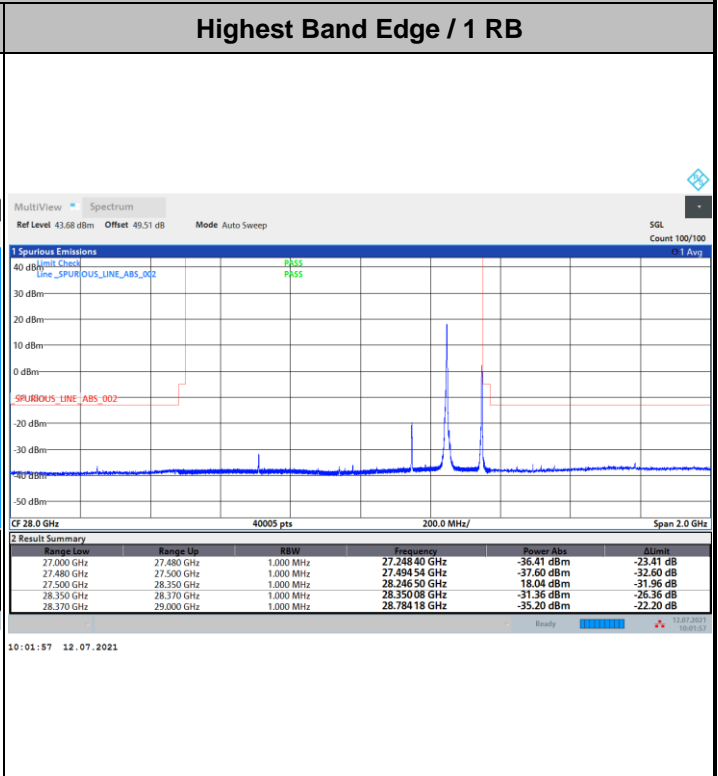 Highest Band Edge / 1 RB
MultiView Spectrum
Ref Level 43.68 dBm Offset 49.51 dB Mode Auto Sweep SGL
Count 100/100
1 Spurious Emissions 1 Avg
Limit Check PASS
40 dBm
Line _SPURIOUS_LINE_ABS_002 PASS
30 dBm
20 dBm
10 dBm
0 dBm
_SPURIOUS_LINE_ABS_002
-20 dBm
-30 dBm
-40 dBm
-50 dBm
CF 28.0 GHz 40005 pts 200.0 MHz/ Span 2.0 GHz
2 Result Summary
Range Low Range Up RBW Frequency Power Abs ΔLimit
27.000 GHz 27.480 GHz 1.000 MHz 27.248 40 GHz -36.41 dBm -23.41 dB
27.480 GHz 27.500 GHz 1.000 MHz 27.494 54 GHz -37.60 dBm -32.60 dB
27.500 GHz 28.350 GHz 1.000 MHz 28.246 50 GHz 18.04 dBm -31.96 dB
28.350 GHz 28.370 GHz 1.000 MHz 28.350 08 GHz -31.36 dBm -26.36 dB
28.370 GHz 29.000 GHz 1.000 MHz 28.784 18 GHz -35.20 dBm -22.20 dB
Ready 12.07.2021
10:01:57
10:01:57 12.07.2021